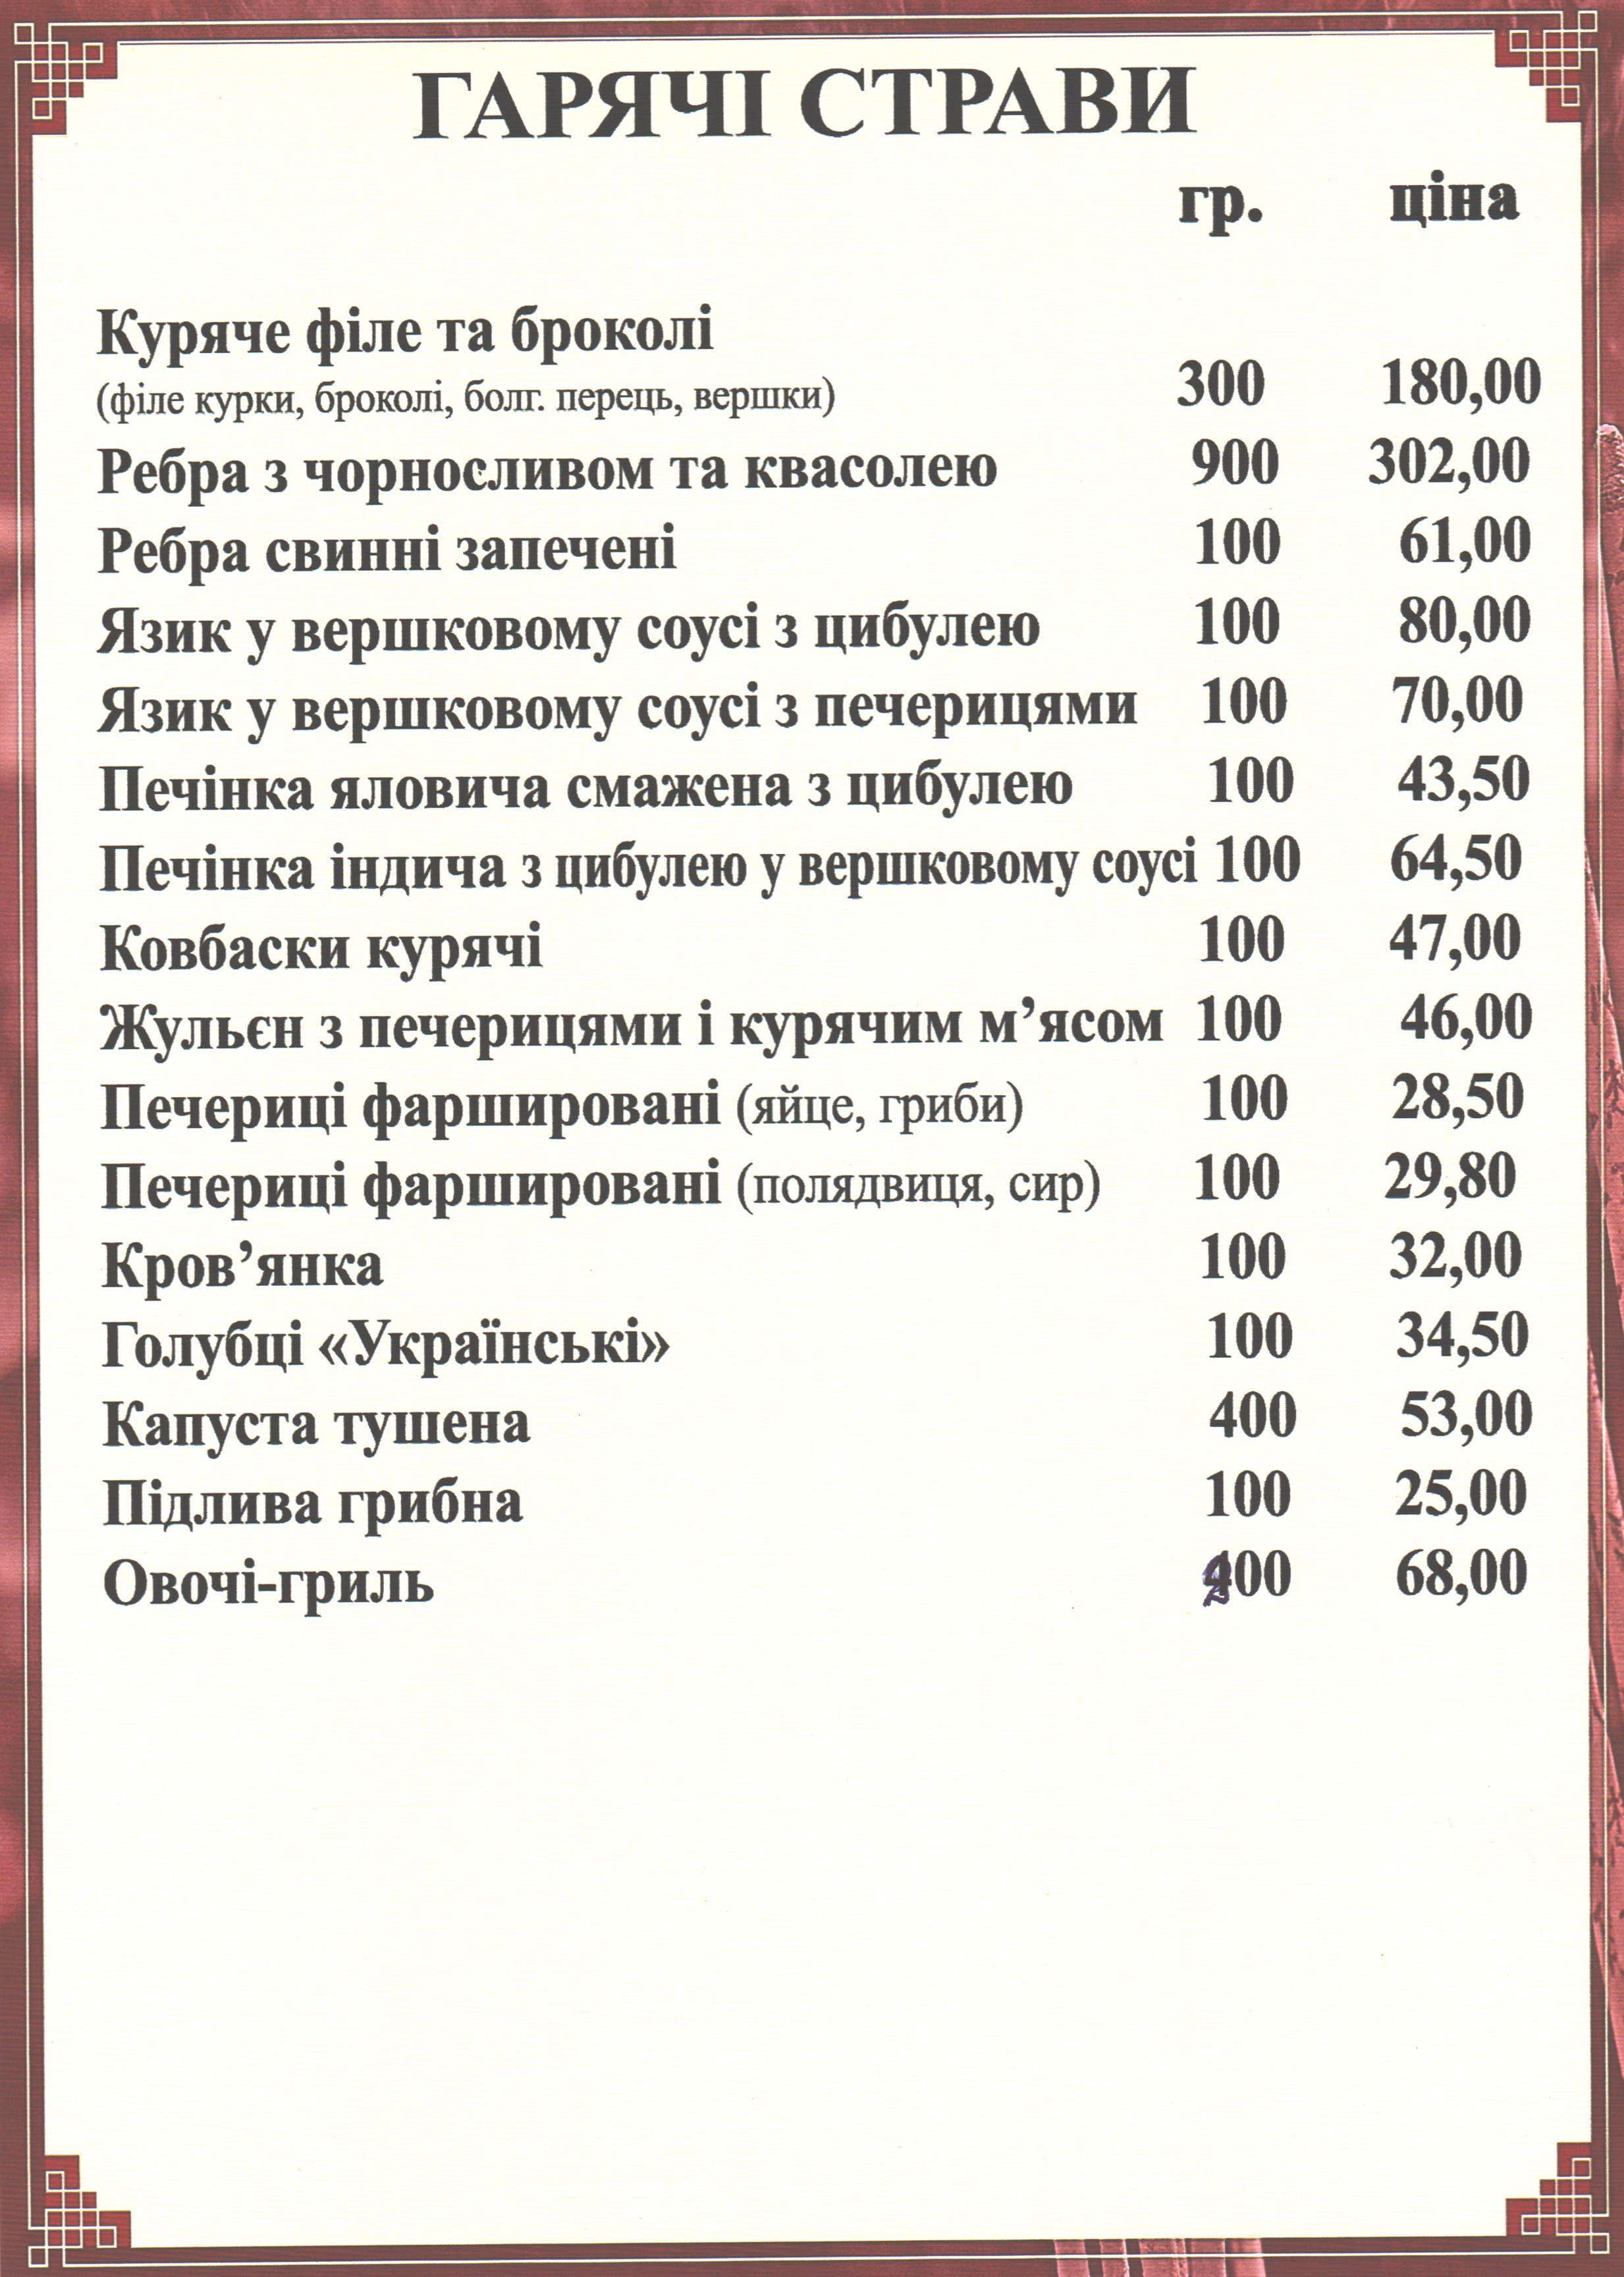 ГАРЯЧІ СТРАВИ
гр. ціна
Куряче філе та броколі
(філе курки, броколі, болг. перець, вершки) 300 180,00
Ребра з чорносливом та квасолею 900 302,00
Ребра свинні запечені 100 61,00
Язик у вершковому соусі з цибулею 100 80,00
Язик у вершковому соусі з печерицями 100 70,00
Печінка яловича смажена з цибулею 100 43,50
Печінка індича з цибулею у вершковому соусі 100 64,50
Ковбаски курячі 100 47,00
Жульєн з печерицями і курячим м’ясом 100 46,00
Печериці фаршировані (яйце, гриби) 100 28,50
Печериці фаршировані (полядвиця, сир) 100 29,80
Кров’янка 100 32,00
Голубці «Українські» 100 34,50
Капуста тушена 400 53,00
Підлива грибна 100 25,00
Овочі-гриль 68,00